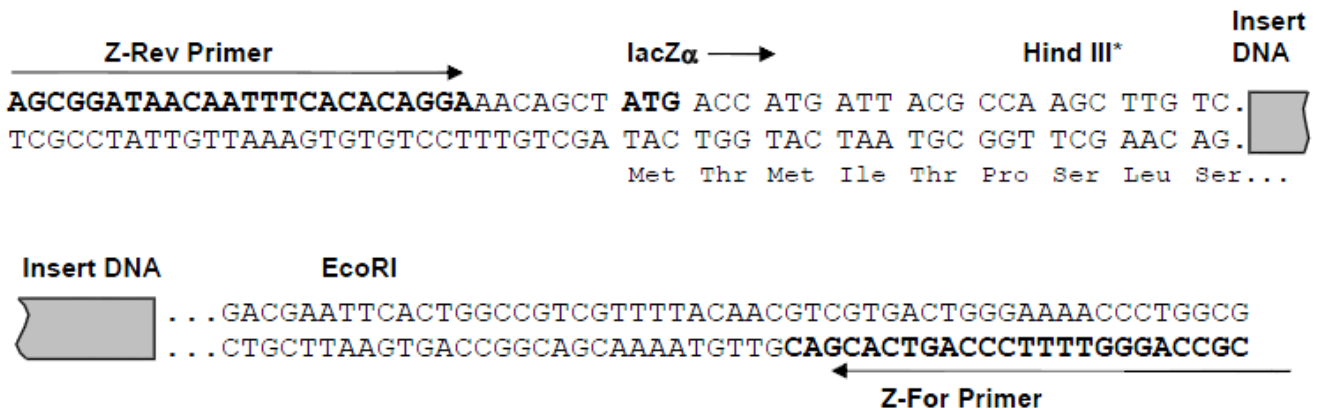 Z-Rev Primer lacZα Hind III* Insert DNA
AGCGGATAACAATTTCACACAGGAAACAGCT ATG ACC ATG ATT ACG CCA AGC TTG TC.
TCGCCTATTGTTAAAGTGTGTCCTTTGTCGA TAC TGG TAC TAA TGC GGT TCG AAC AG.
Met Thr Met Ile Thr Pro Ser Leu Ser...
Insert DNA EcoRI
...GACGAATTCACTGGCCGTCGTTTTACAACGTCGTGACTGGGAAAACCCTGGCG
...CTGCTTAAGTGACCGGCAGCAAAATGTTGCAGCACTGACCCTTTTGGGACCGC
Z-For Primer